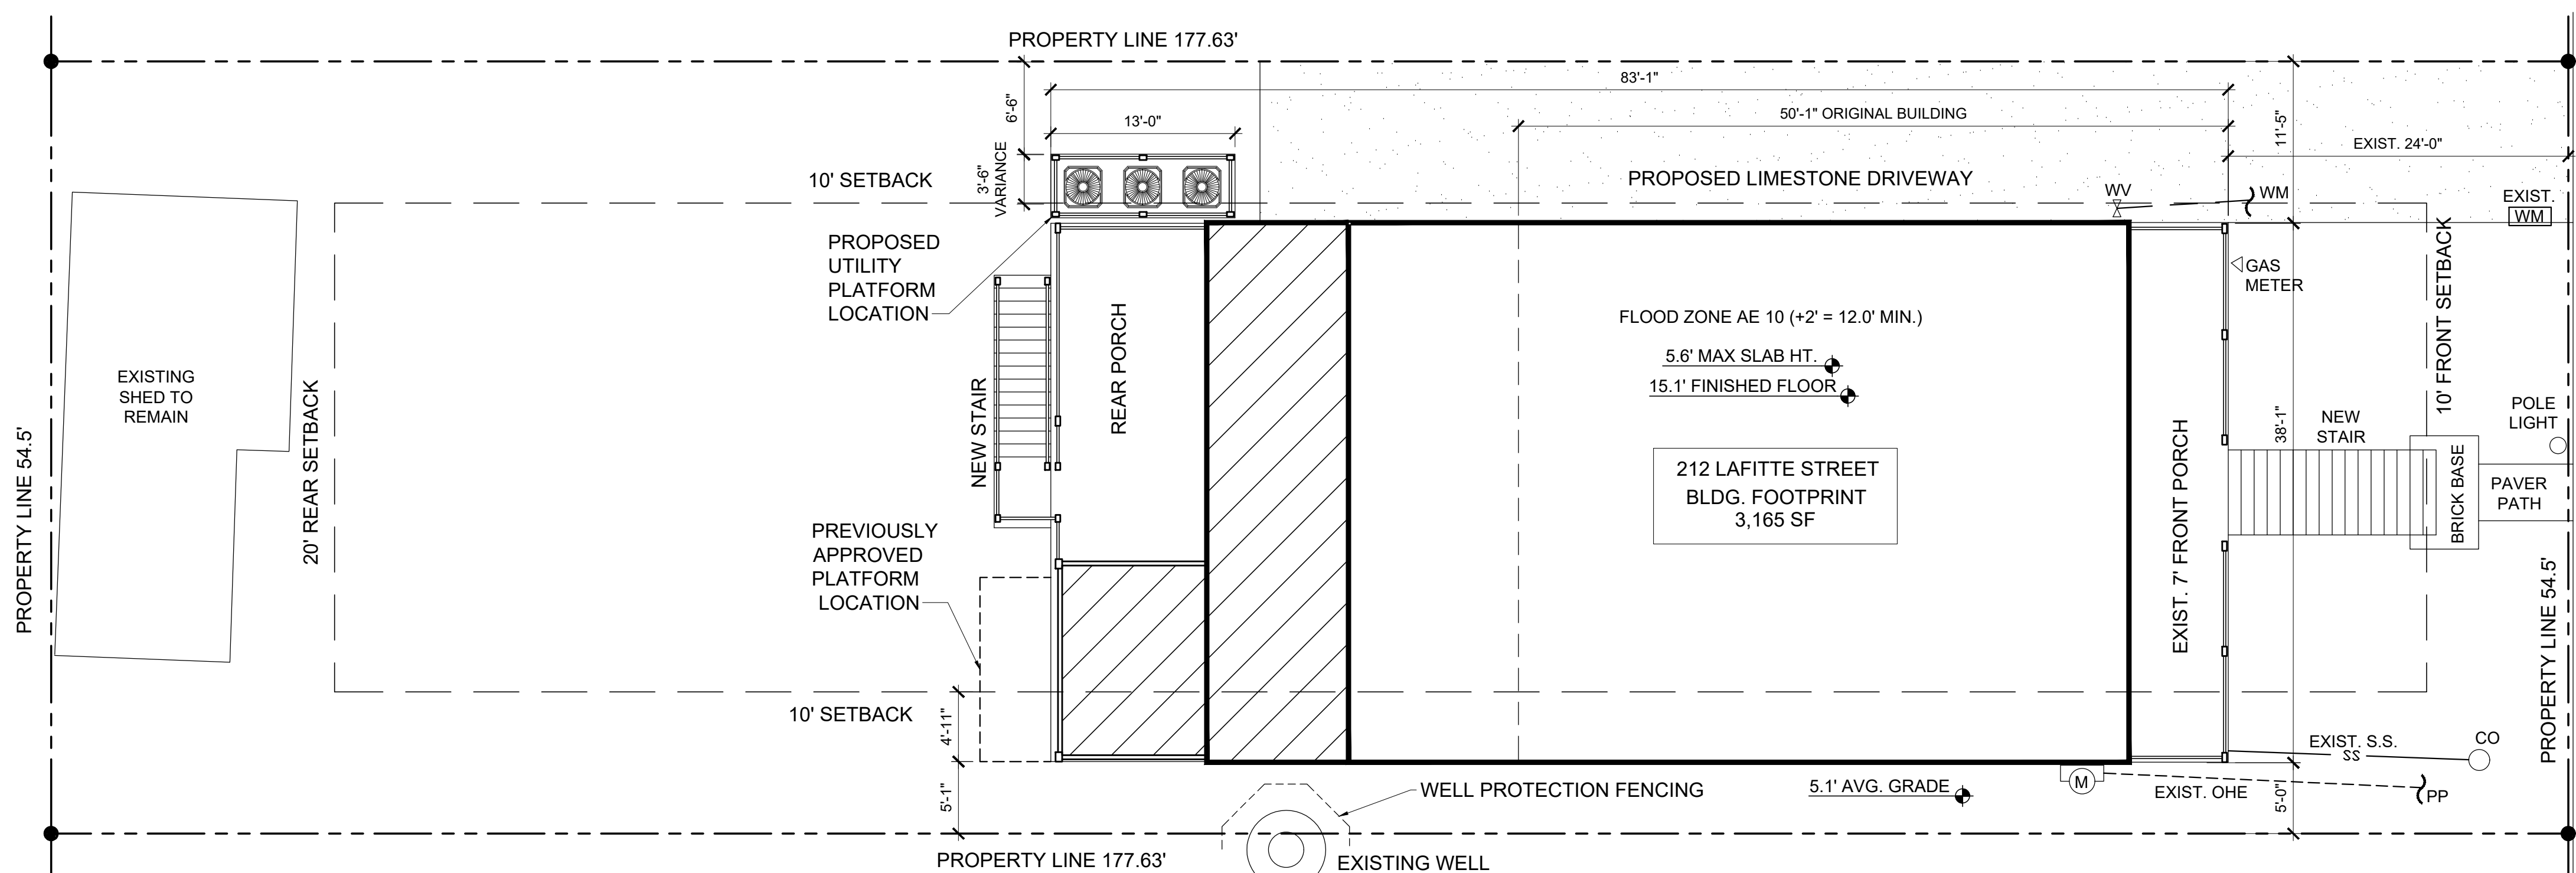 PROPERTY LINE 177.63'
83'-1"
50'-1" ORIGINAL BUILDING
6'-6"
13'-0"
11'-5"
EXIST. 24'-0"
3'-6"
VARIANCE
10' SETBACK
PROPOSED LIMESTONE DRIVEWAY
WV
WM
EXIST.
WM
PROPOSED
UTILITY
PLATFORM
LOCATION
GAS
METER
10' FRONT SETBACK
REAR PORCH
FLOOD ZONE AE 10 (+2' = 12.0' MIN.)
5.6' MAX SLAB HT.
15.1' FINISHED FLOOR
EXISTING
SHED TO
REMAIN
20' REAR SETBACK
NEW STAIR
38'-1"
NEW
STAIR
POLE
LIGHT
PROPERTY LINE 54.5'
212 LAFITTE STREET
BLDG. FOOTPRINT
3,165 SF
EXIST. 7' FRONT PORCH
BRICK BASE
PAVER
PATH
PREVIOUSLY
APPROVED
PLATFORM
LOCATION
PROPERTY LINE 54.5'
10' SETBACK
4'-11"
EXIST. S.S.
SS
CO
5'-1"
WELL PROTECTION FENCING
5.1' AVG. GRADE
M
EXIST. OHE
PP
5'-0"
PROPERTY LINE 177.63'
EXISTING WELL